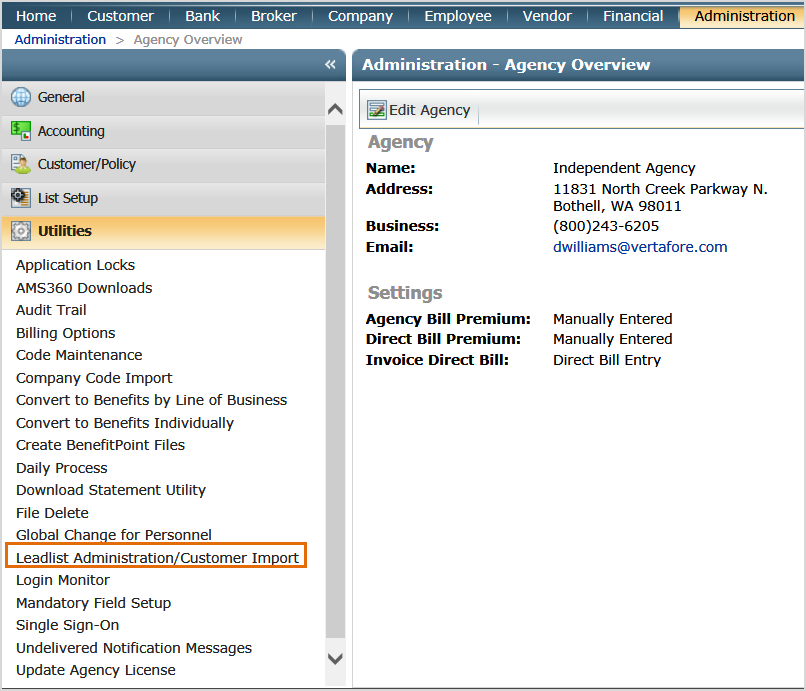 Home Customer Bank Broker Company Employee Vendor Financial Administration
Administration > Agency Overview
«
General
Accounting
Customer/Policy
List Setup
Utilities
Application Locks
AMS360 Downloads
Audit Trail
Billing Options
Code Maintenance
Company Code Import
Convert to Benefits by Line of Business
Convert to Benefits Individually
Create BenefitPoint Files
Daily Process
Download Statement Utility
File Delete
Global Change for Personnel
Leadlist Administration/Customer Import
Login Monitor
Mandatory Field Setup
Single Sign-On
Undelivered Notification Messages
Update Agency License
Administration - Agency Overview
Edit Agency
Agency
Name: Independent Agency
Address: 11831 North Creek Parkway N.
Bothell, WA 98011
Business: (800)243-6205
Email: dwilliams@vertafore.com
Settings
Agency Bill Premium: Manually Entered
Direct Bill Premium: Manually Entered
Invoice Direct Bill: Direct Bill Entry